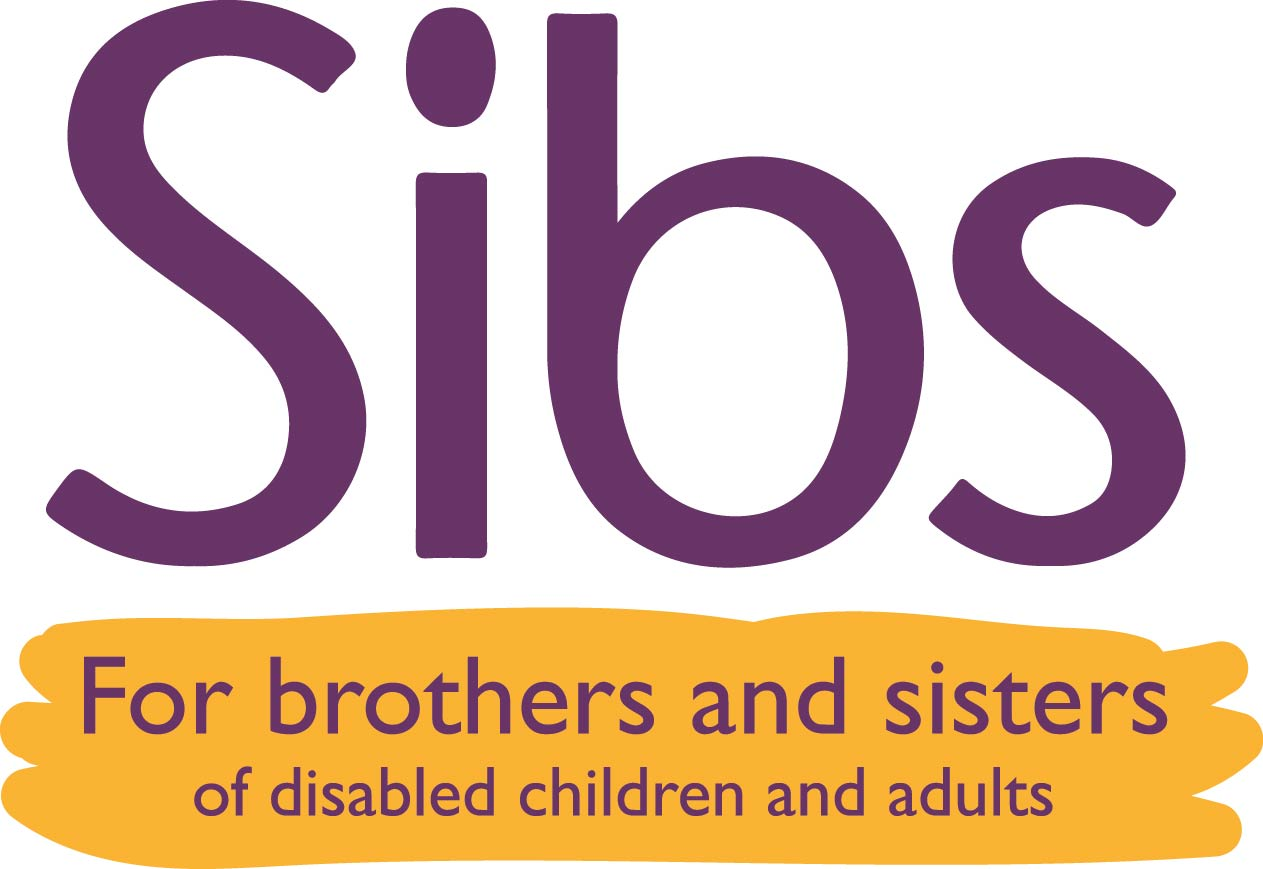 Sibs
For brothers and sisters
of disabled children and adults